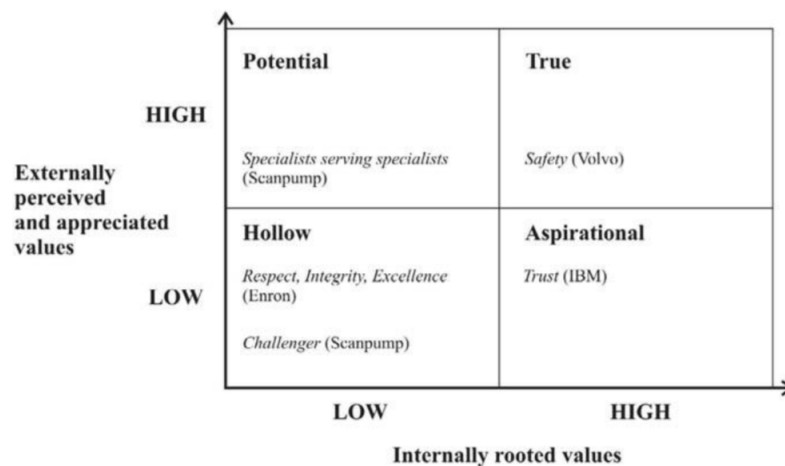 Potential
True
HIGH
Specialists serving specialists
(Scanpump)
Safety (Volvo)
Externally
perceived
and appreciated
values
Hollow
Aspirational
Respect, Integrity, Excellence
(Enron)
Trust (IBM)
LOW
Challenger (Scanpump)
LOW
HIGH
Internally rooted values